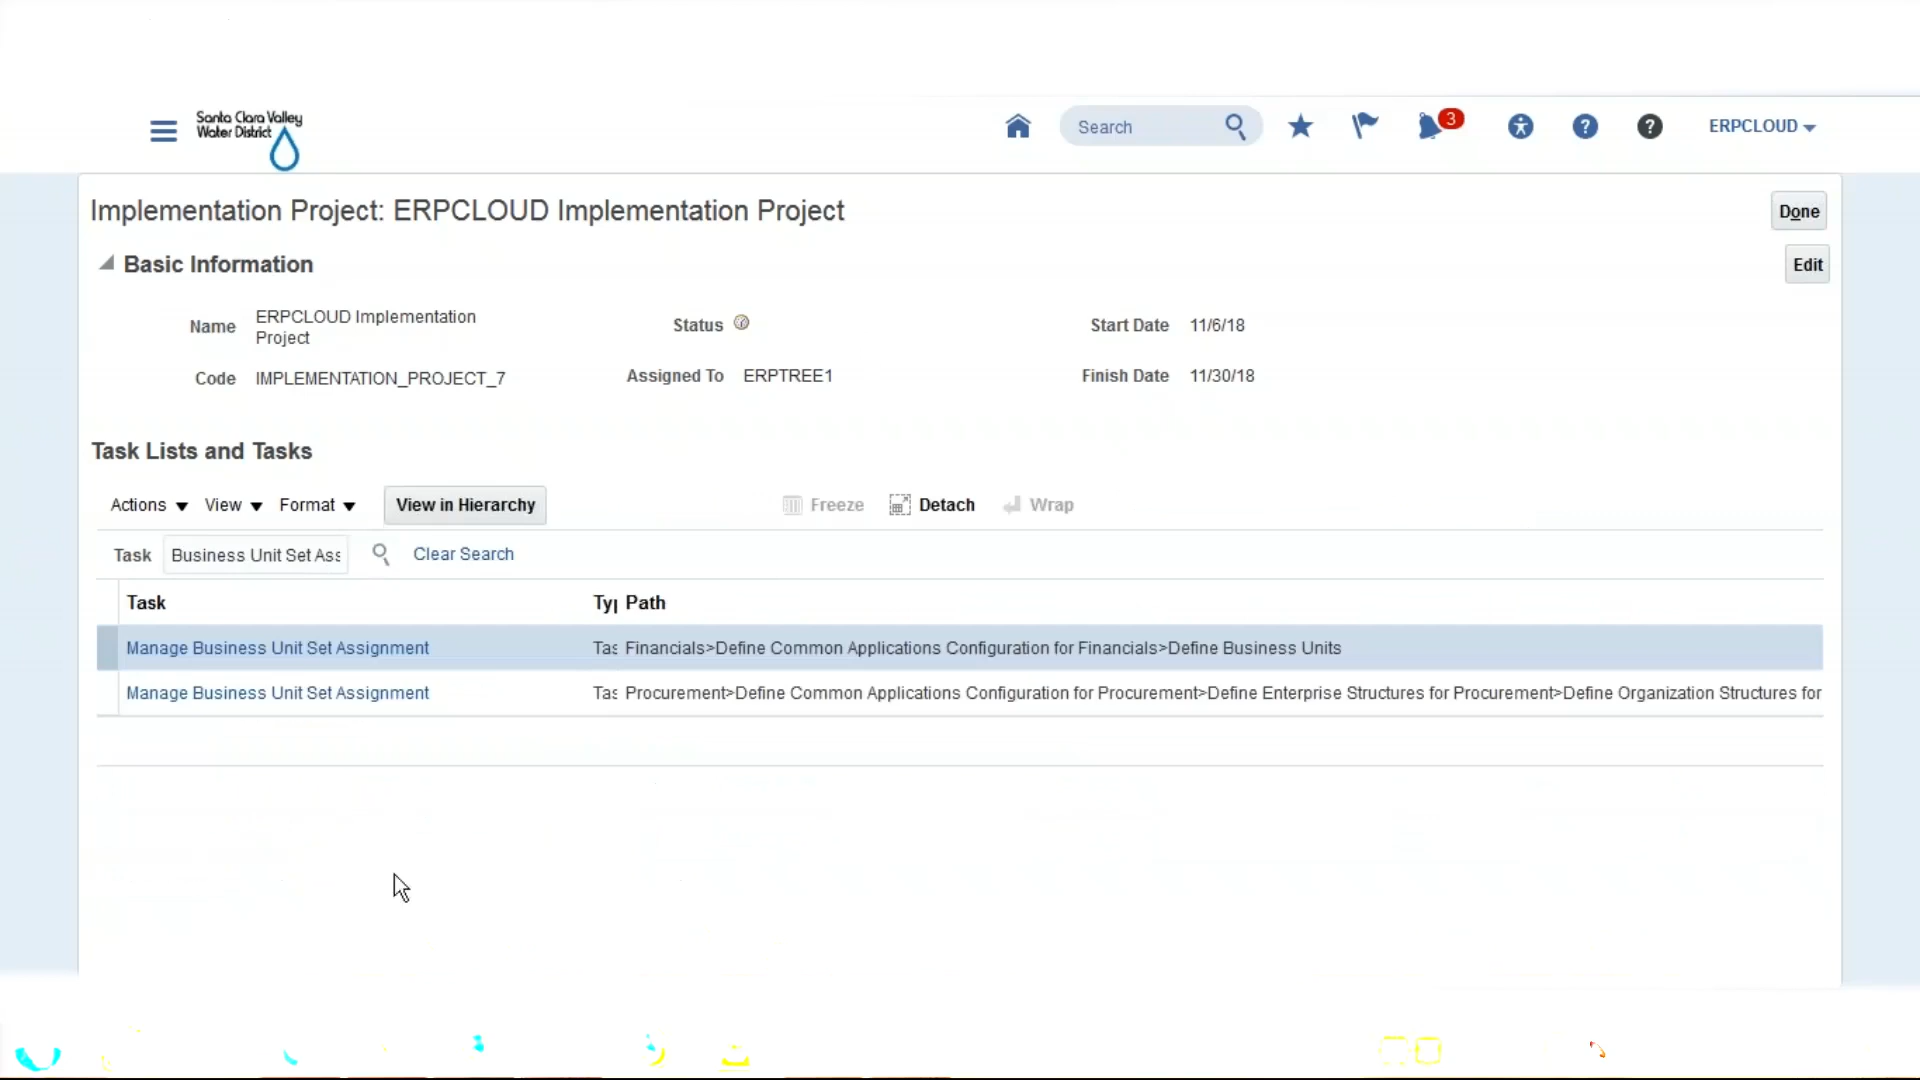 Santa Clara Valley
Water District
Search
3
ERPCLOUD
Implementation Project: ERPCLOUD Implementation Project
Done
Basic Information
Edit
Name ERPCLOUD Implementation
Project
Status
Start Date 11/6/18
Code IMPLEMENTATION_PROJECT_7
Assigned To ERPTREE1
Finish Date 11/30/18
Task Lists and Tasks
Actions View Format View in Hierarchy Freeze Detach Wrap
Task Business Unit Set Ass Clear Search
Task Typ Path
Manage Business Unit Set Assignment Tas Financials>Define Common Applications Configuration for Financials>Define Business Units
Manage Business Unit Set Assignment Tas Procurement>Define Common Applications Configuration for Procurement>Define Enterprise Structures for Procurement>Define Organization Structures for